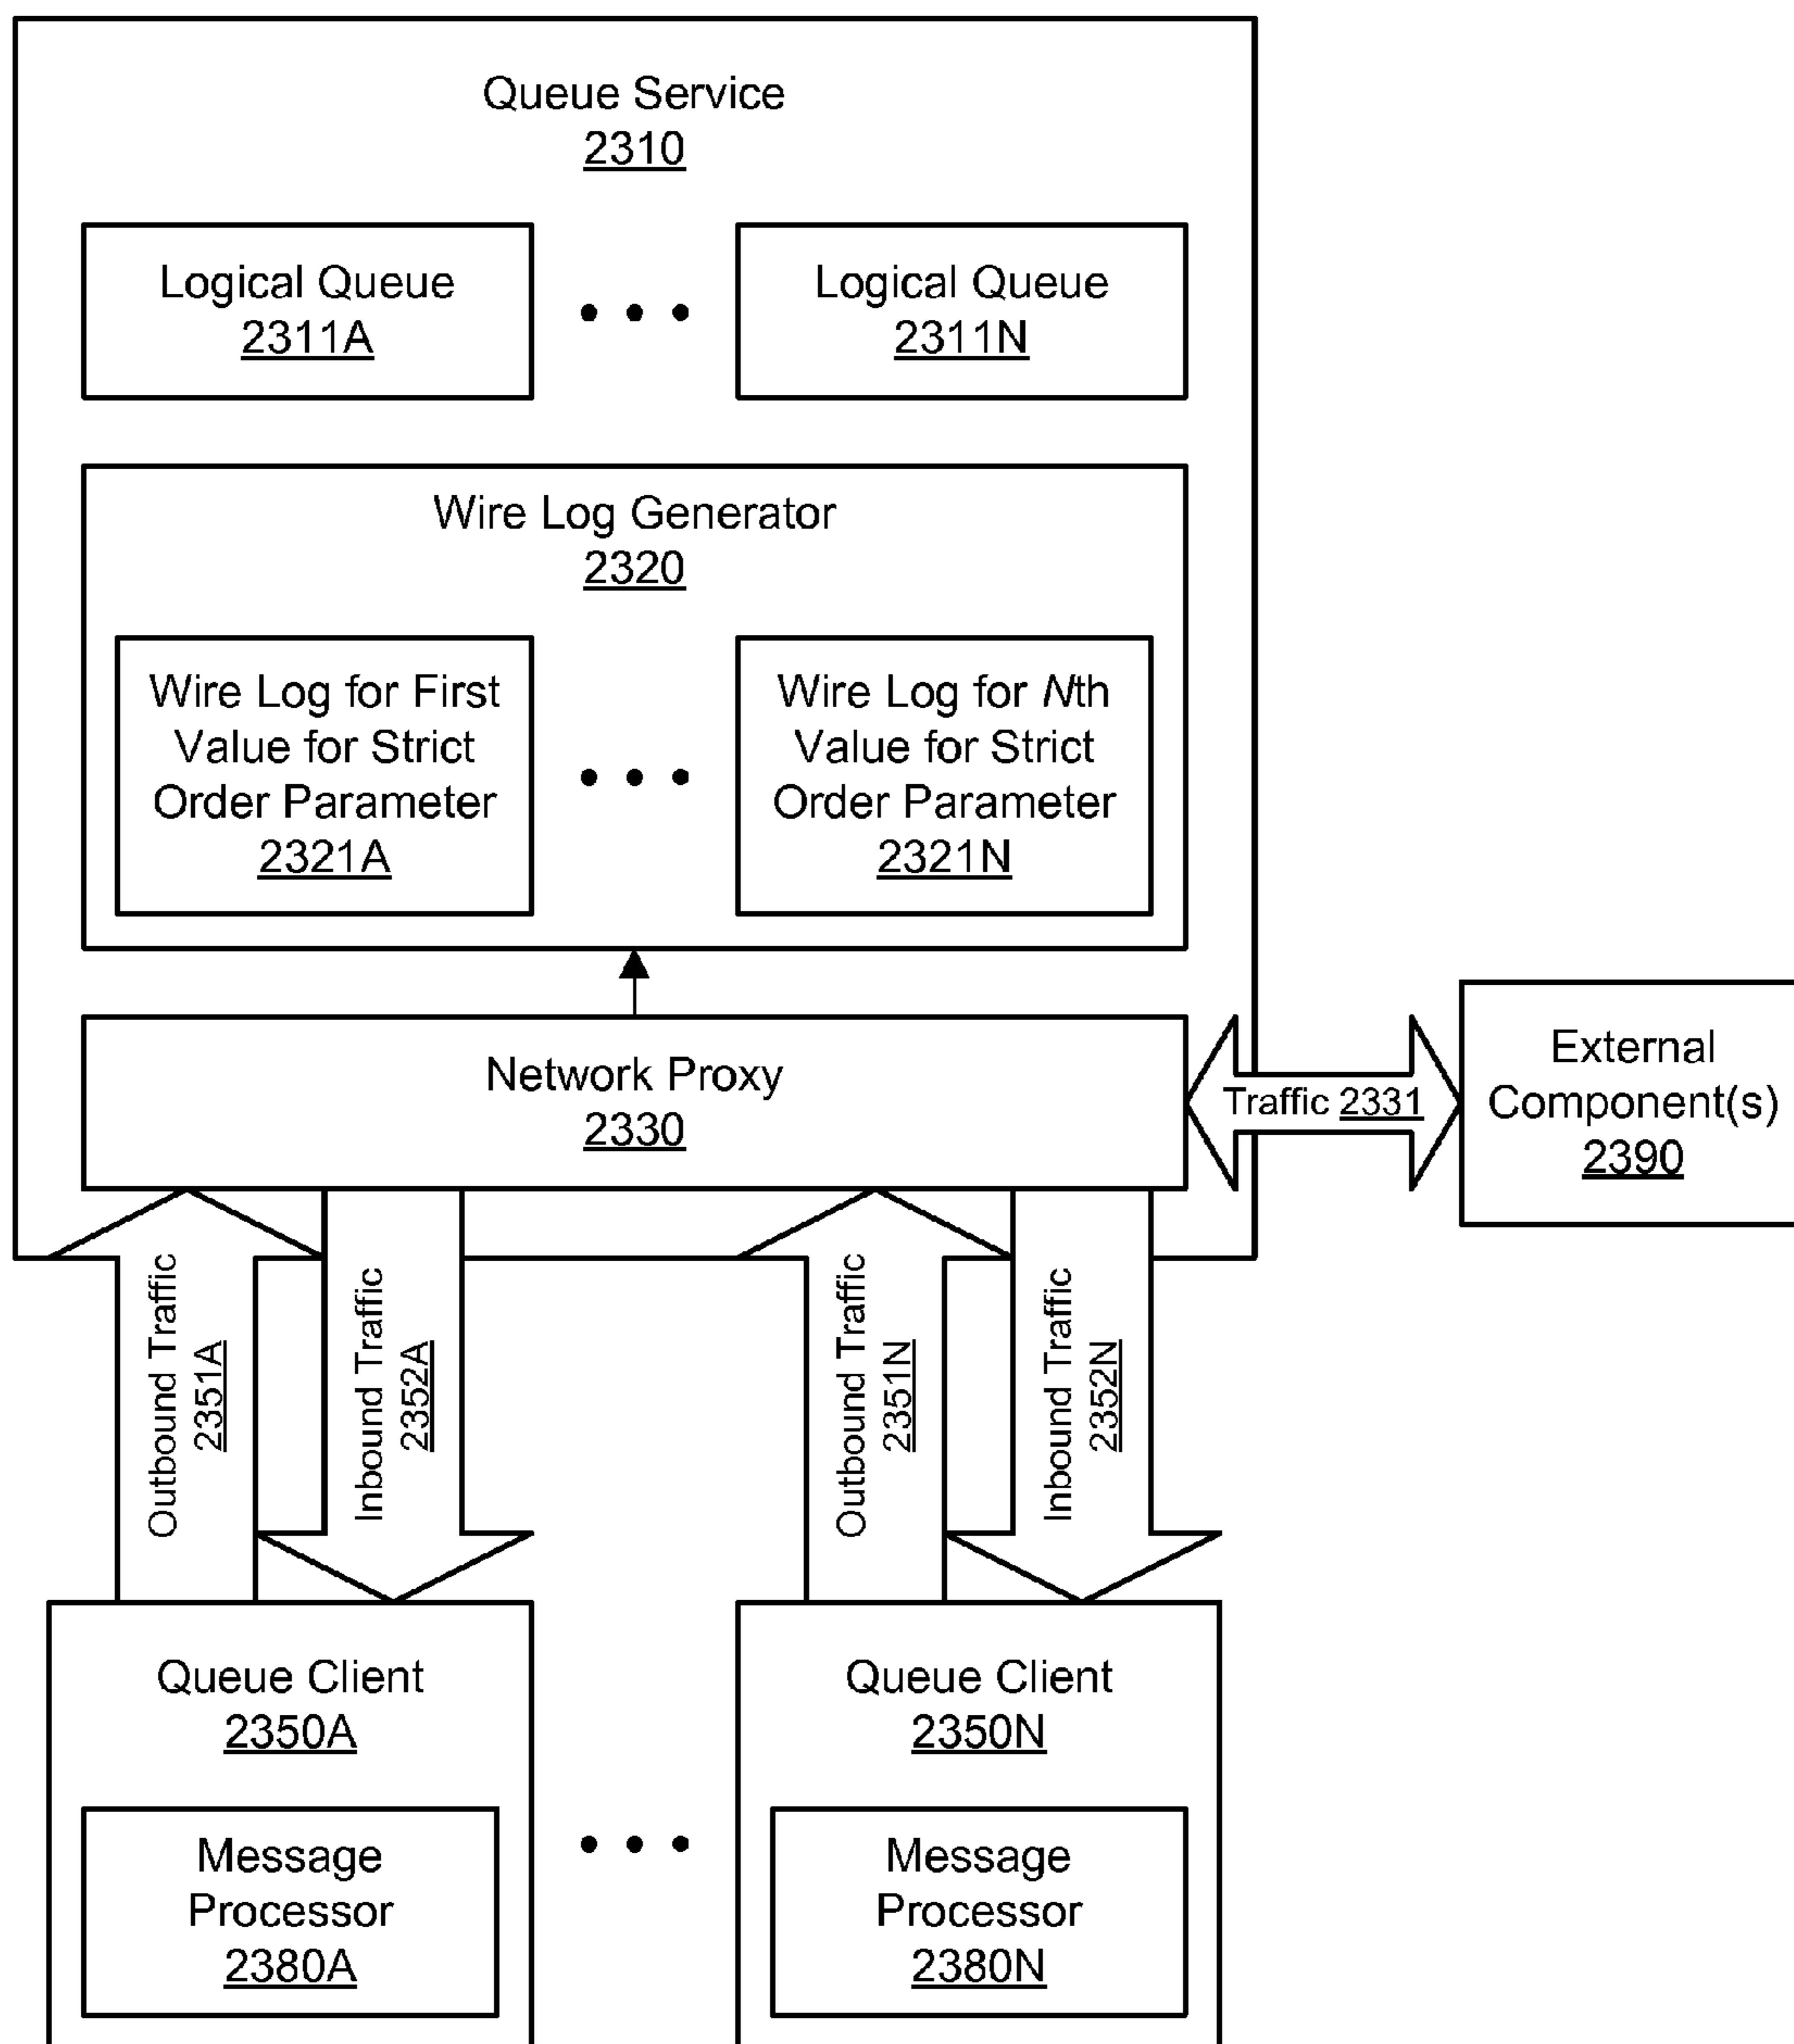 Queue Service
2310
Logical Queue
2311A
Logical Queue
2311N
Wire Log Generator
2320
Wire Log for First
Value for Strict
Order Parameter
2321A
Wire Log for Nth
Value for Strict
Order Parameter
2321N
Network Proxy
2330
Traffic 2331
External
Component(s)
2390
Outbound Traffic
2351A
Inbound Traffic
2352A
Outbound Traffic
2351N
Inbound Traffic
2352N
Queue Client
2350A
Message
Processor
2380A
Queue Client
2350N
Message
Processor
2380N